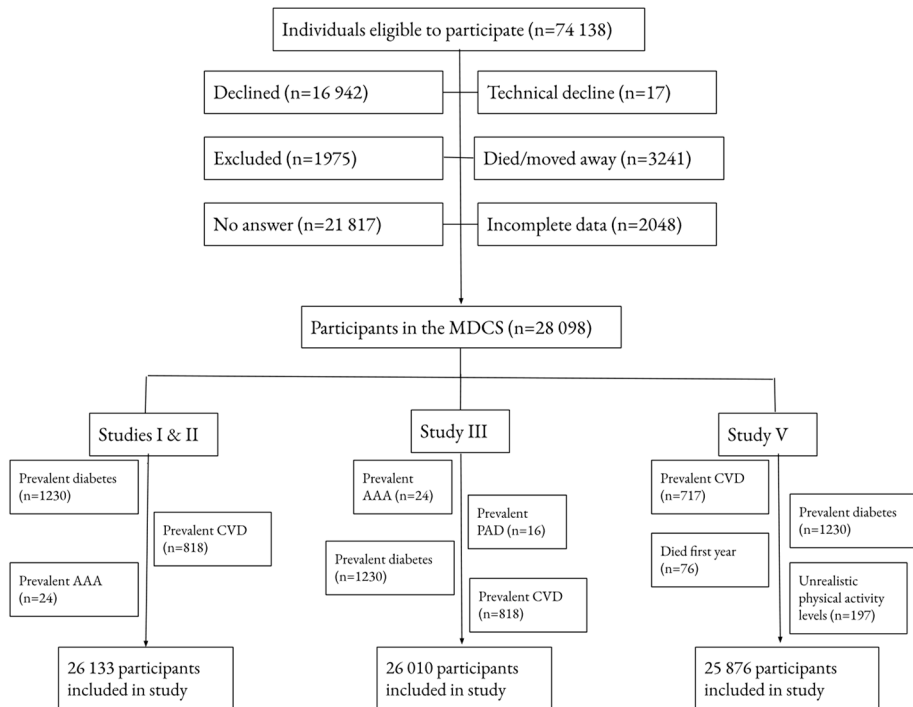 Individuals eligible to participate (n=74 138)
Declined (n=16 942)
Technical decline (n=17)
Excluded (n=1975)
Died/moved away (n=3241)
No answer (n=21 817)
Incomplete data (n=2048)
Participants in the MDCS (n=28 098)
Studies I & II
Study III
Study V
Prevalent diabetes
(n=1230)
Prevalent CVD
(n=818)
Prevalent AAA
(n=24)
Prevalent
AAA (n=24)
Prevalent
PAD (n=16)
Prevalent diabetes
(n=1230)
Prevalent CVD
(n=818)
Prevalent CVD
(n=717)
Prevalent diabetes
(n=1230)
Died first year
(n=76)
Unrealistic
physical activity
levels (n=197)
26 133 participants
included in study
26 010 participants
included in study
25 876 participants
included in study